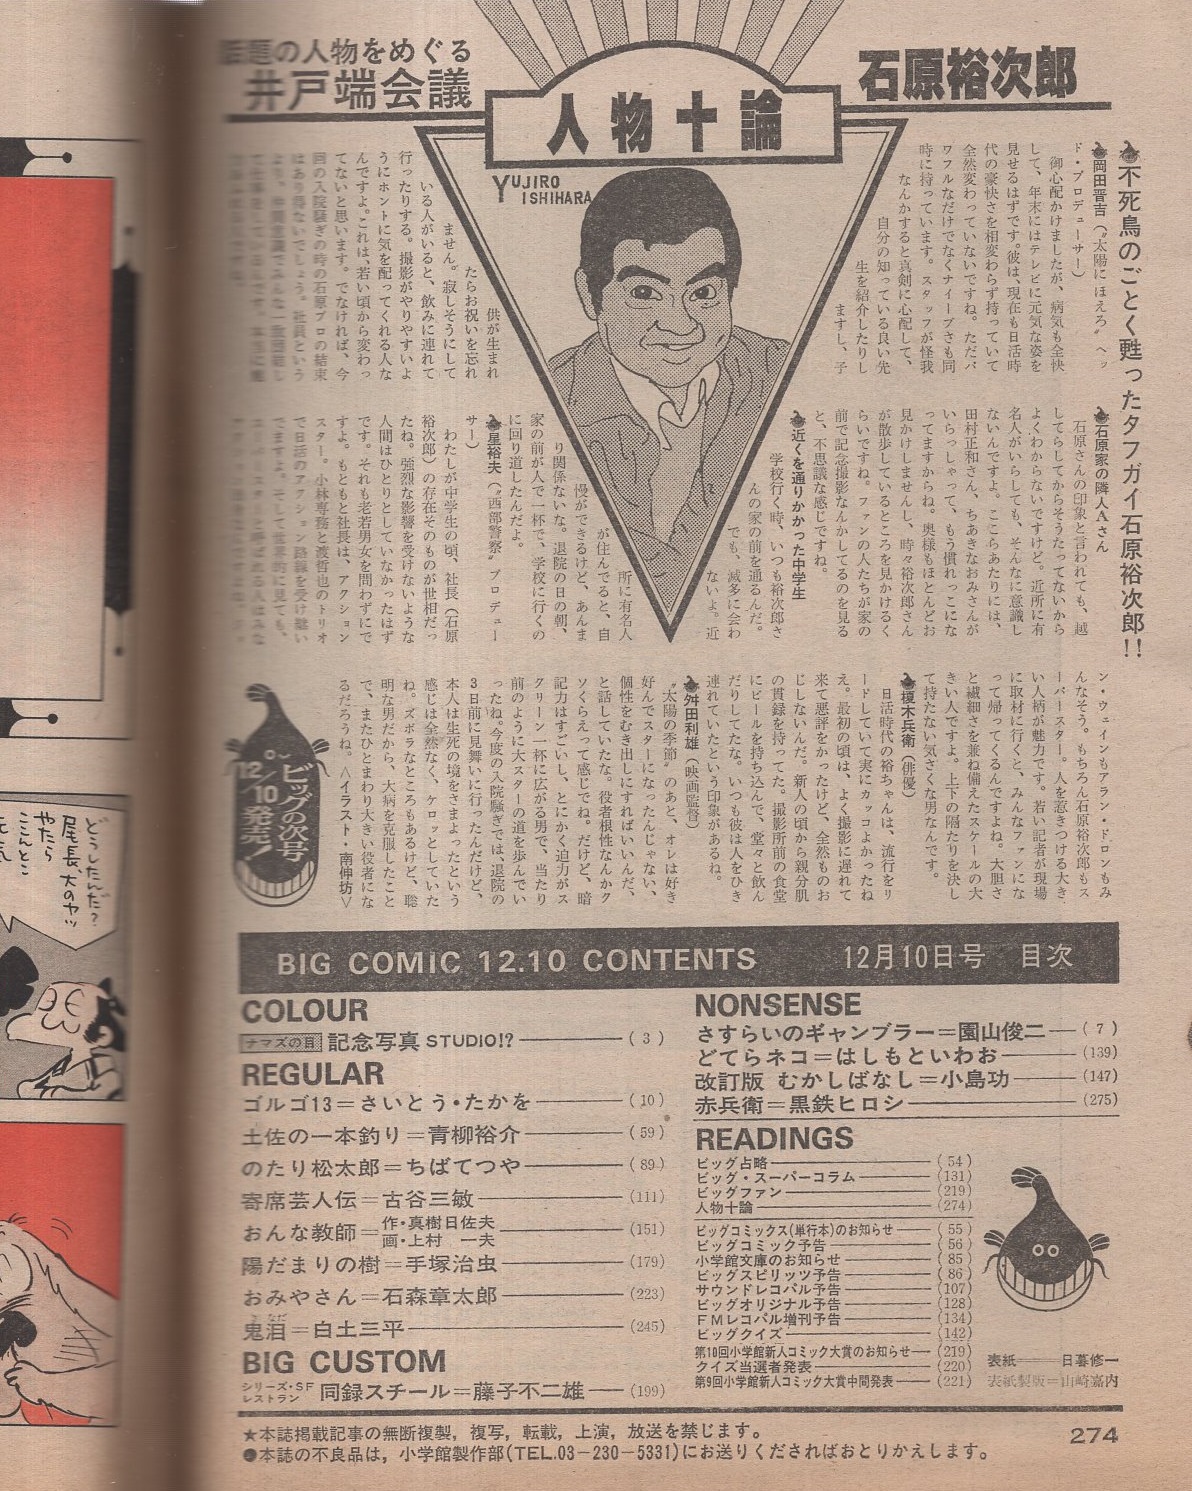 話題の人物をめぐる
井戸端会議
人物十論
石原裕次郎
YUJIRO
ISHIHARA
不死鳥のごとく甦ったタフガイ石原裕次郎!!
岡田晋吉(〝太陽にほえろ〟ヘッ
ド・プロデューサー)
御心配かけましたが、病気も全快
して、年末にはテレビに元気な姿を
見せるはずです。彼は、現在も日活時
代の豪快さを相変わらず持っていて
全然変わっていないですね。ただパ
ワフルなだけでなくナイーブさも同
時に持っています。スタッフが怪我
なんかすると真剣に心配して、
自分の知っている良い先
生を紹介したりし
ますし、子
供が生まれ
たらお祝いを忘れ
ません。寂しそうにして
いる人がいると、飲みに連れて
行ったりする。撮影がやりやすいよ
うにホントに気を配ってくれる人な
んですよ。これは、若い頃から変わっ
てないと思います。でなければ、今
回の入院騒ぎの時の石原プロの結束
はあり得ないでしょう。社員という
石原家の隣人Aさん
石原さんの印象と言われても、越
してらしてからそうたってないから
よくわからないですけど。近所に有
名人がいらしても、そんなに意識し
ないんですよ。ここらあたりには、
田村正和さん、ちあきなおみさんが
いらっしゃって、もう慣れっこにな
ってますからね。奥様もほとんどお
見かけしませんし、時々裕次郎さん
が散歩しているところを見かけるく
らいですね。ファンの人たちが家の
前で記念撮影なんかしてるのを見る
と、不思議な感じですね。
近くを通りかかった中学生
学校行く時、いつも裕次郎さ
んの家の前を通るんだ。
でも、滅多に会わ
ないよ。近
所に有名人
が住んでると、自
慢ができるけど、あんま
り関係ないな。退院の日の朝、
家の前が人で一杯で、学校に行くの
に回り道したんだよ。
星裕夫(〝西部警察〟プロデュー
サー)
わたしが中学生の頃、社長(石原
裕次郎)の存在そのものが世相だっ
たね。強烈な影響を受けないような
人間はひとりとしていなかったはず
です。それも老若男女を問わずにで
すよ。もともと社長は、アクション
スター。小林専務と渡哲也のトリオ
で日活のアクション路線を受け継い
でますよ。そして世界的に見ても、
ン・ウェインもアラン・ドロンもみ
んなそう。もちろん石原裕次郎もス
ーパースター。人を惹きつける大き
い人柄が魅力です。若い記者が現場
に取材に行くと、みんなファンにな
って帰ってくるんですよね。大胆さ
と繊細さを兼ね備えたスケールの大
きい人ですよ。上下の隔たりを決し
て持たない気さくな男なんです。
榎木兵衛(俳優)
日活時代の裕ちゃんは、流行をリ
ードしていて実にカッコよかったね
え。最初の頃は、よく撮影に遅れて
来て悪評をかったけど、全然ものお
じしないんだ。新人の頃から親分肌
の貫録を持ってた。撮影所前の食堂
にビールを持ち込んで、堂々と飲ん
だりしてたな。いつも彼は人をひき
連れていたという印象があるね。
舛田利雄(映画監督)
〝太陽の季節〟のあと、オレは好き
好んでスターになったんじゃない、
個性をむき出しにすればいいんだ、
と話していたな。役者根性なんかク
ソくらえって感じでね。だけど、暗
記力はすごいし、とにかく迫力がス
クリーン一杯に広がる男で、当たり
前のように大スターの道を歩んでい
ったね。今度の入院騒ぎでは、退院の
3日前に見舞いに行ったんだけど、
本人は生死の境をさまよったという
感じは全然なく、ケロッとしていた
ね。ズボラなところもあるけど、聡
明な男だから、大病を克服したこと
で、またひとまわり大きい役者にな
るだろうね。〈イラスト・南伸坊〉
ビッグの次号
12/10発売!
どうしたんだ?
尾長、犬のヤツ
やたら
こんとこ
BIG COMIC 12.10 CONTENTS 12月10日号 目次
COLOUR
ナマズの目 記念写真 STUDIO!? (3)
REGULAR
ゴルゴ13=さいとう・たかを (10)
土佐の一本釣り=青柳裕介 (59)
のたり松太郎=ちばてつや (89)
寄席芸人伝=古谷三敏 (111)
おんな教師=作・真樹日佐夫 画・上村一夫 (151)
陽だまりの樹=手塚治虫 (179)
おみやさん=石森章太郎 (223)
鬼泪=白土三平 (245)
BIG CUSTOM
シリーズ・SFレストラン 同録スチール=藤子不二雄 (199)
NONSENSE
さすらいのギャンブラー=園山俊二 (7)
どてらネコ=はしもといわお (139)
改訂版 むかしばなし=小島功 (147)
赤兵衛=黒鉄ヒロシ (275)
READINGS
ビッグ占略 (54)
ビッグ・スーパーコラム (131)
ビッグファン (219)
人物十論 (274)
ビッグコミックス(単行本)のお知らせ (55)
ビッグコミック予告 (56)
小学館文庫のお知らせ (85)
ビッグスピリッツ予告 (86)
サウンドレコパル予告 (107)
ビッグオリジナル予告 (128)
FMレコパル増刊予告 (134)
ビッグクイズ (142)
第10回小学館新人コミック大賞のお知らせ (219)
クイズ当選者発表 (220)
第9回小学館新人コミック大賞中間発表 (221)
表紙 日暮修一
表紙製版=山崎嘉内
★本誌掲載記事の無断複製，複写，転載，上演，放送を禁じます。
●本誌の不良品は，小学館製作部(TEL.03-230-5331)にお送りくださればおとりかえします。
274